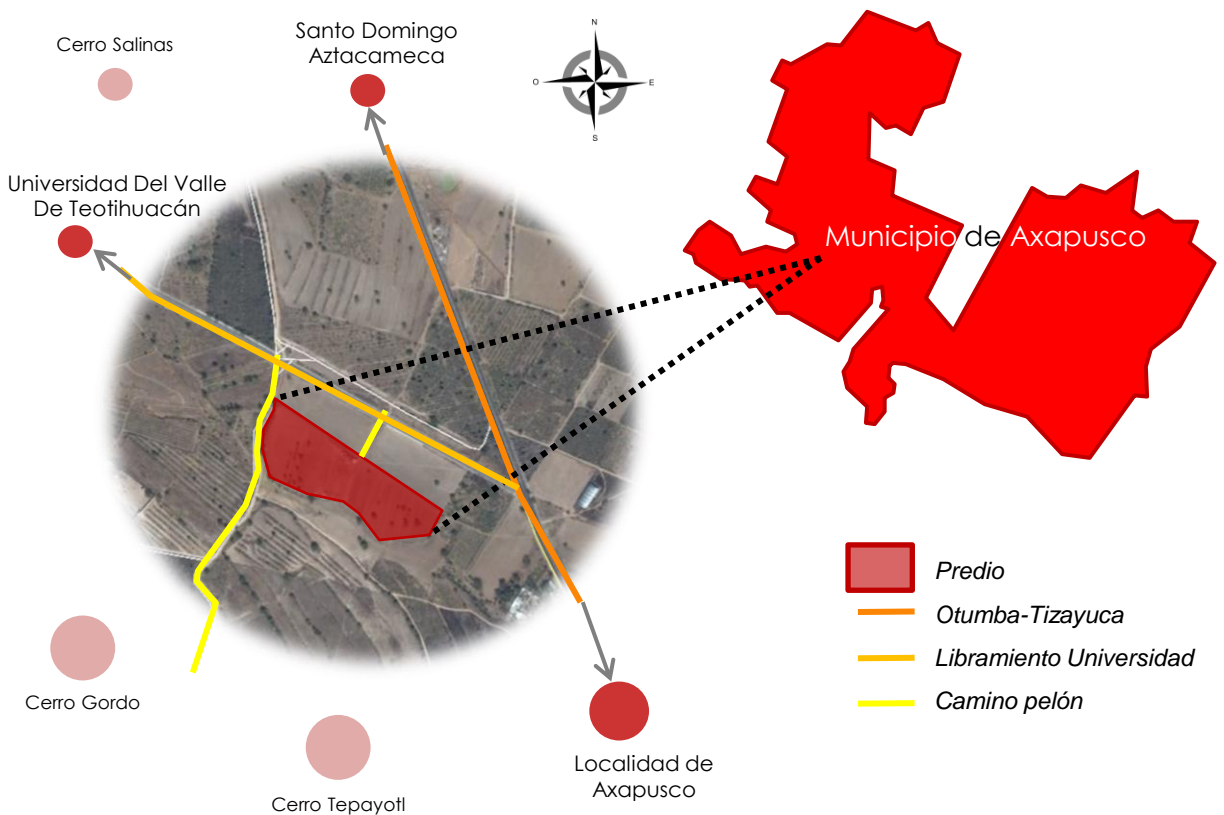 Cerro Salinas
Santo Domingo
Aztacameca
N
O
E
S
Universidad Del Valle
De Teotihuacán
Municipio de Axapusco
Predio
Otumba-Tizayuca
Libramiento Universidad
Camino pelón
Cerro Gordo
Localidad de
Axapusco
Cerro Tepayotl